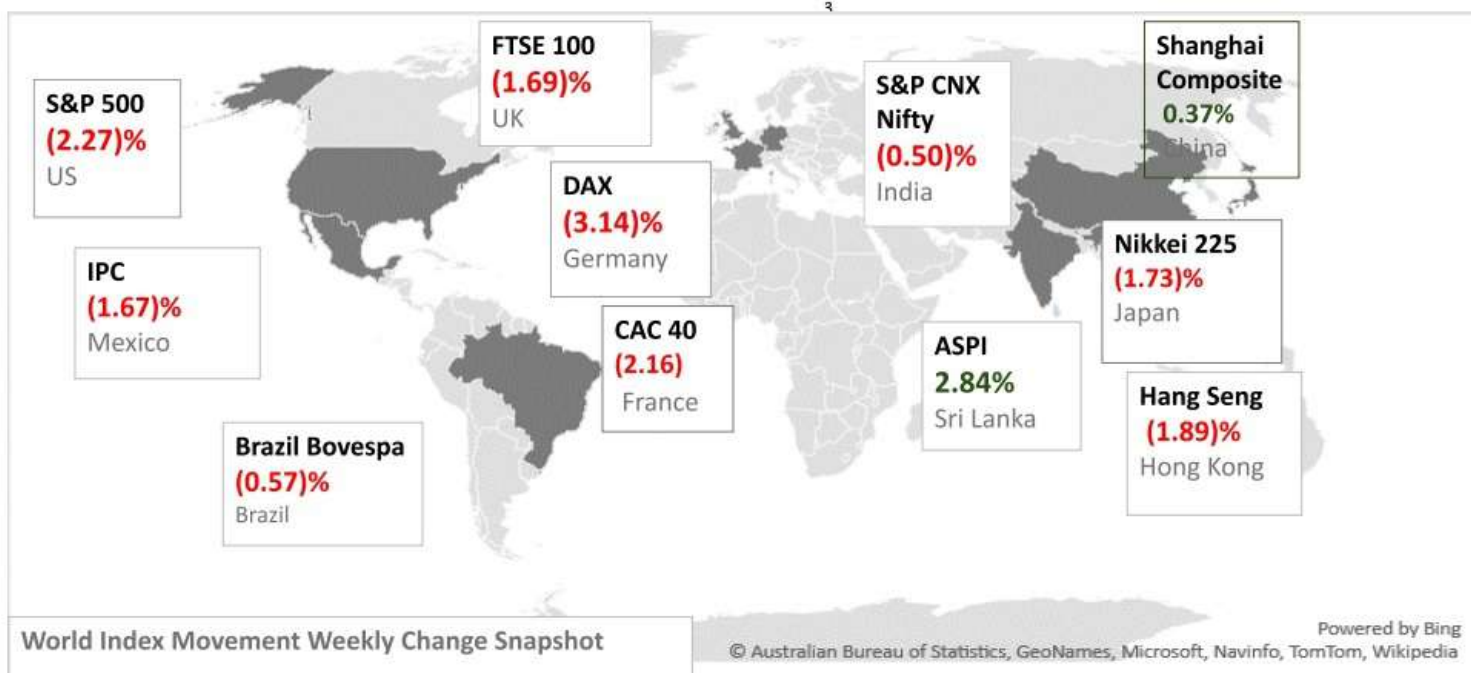 S&P 500
(2.27)%
US
FTSE 100
(1.69)%
UK
S&P CNX
Nifty
(0.50)%
India
Shanghai
Composite
0.37%
China
DAX
(3.14)%
Germany
IPC
(1.67)%
Mexico
Nikkei 225
(1.73)%
Japan
CAC 40
(2.16)
France
ASPI
2.84%
Sri Lanka
Hang Seng
(1.89)%
Hong Kong
Brazil Bovespa
(0.57)%
Brazil
World Index Movement Weekly Change Snapshot
Powered by Bing
© Australian Bureau of Statistics, GeoNames, Microsoft, Navinfo, TomTom, Wikipedia